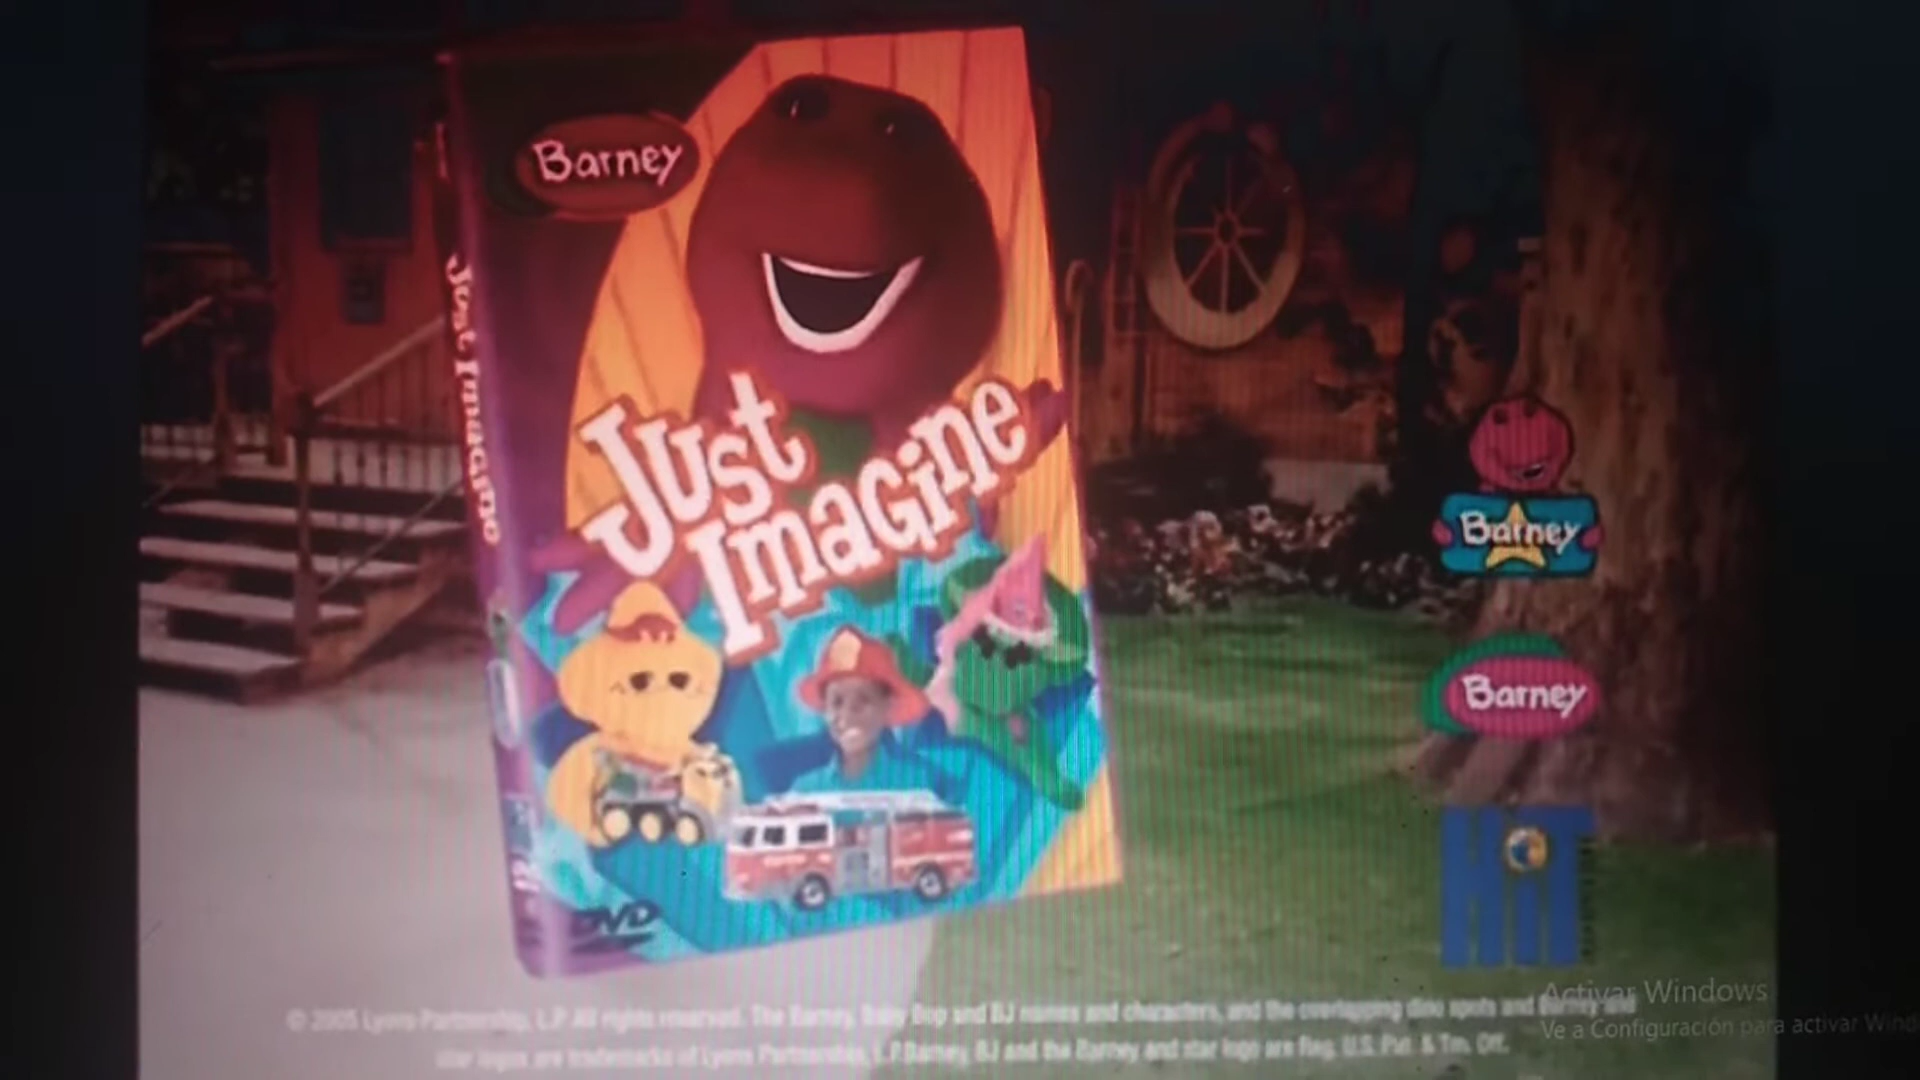 Barney
Just Imagine
Just
Imagine
DVD
Barney
Barney
HiT
© 2005 Lyons Partnership, L.P. All rights reserved. The Barney, Baby Bop and BJ names and characters, and the overlapping dino spots and Barney and
star logos are trademarks of Lyons Partnership, L.P. Barney, BJ and the Barney and star logo are Reg. U.S. Pat. & Tm. Off.
Activar Windows
Ve a Configuración para activar Wind